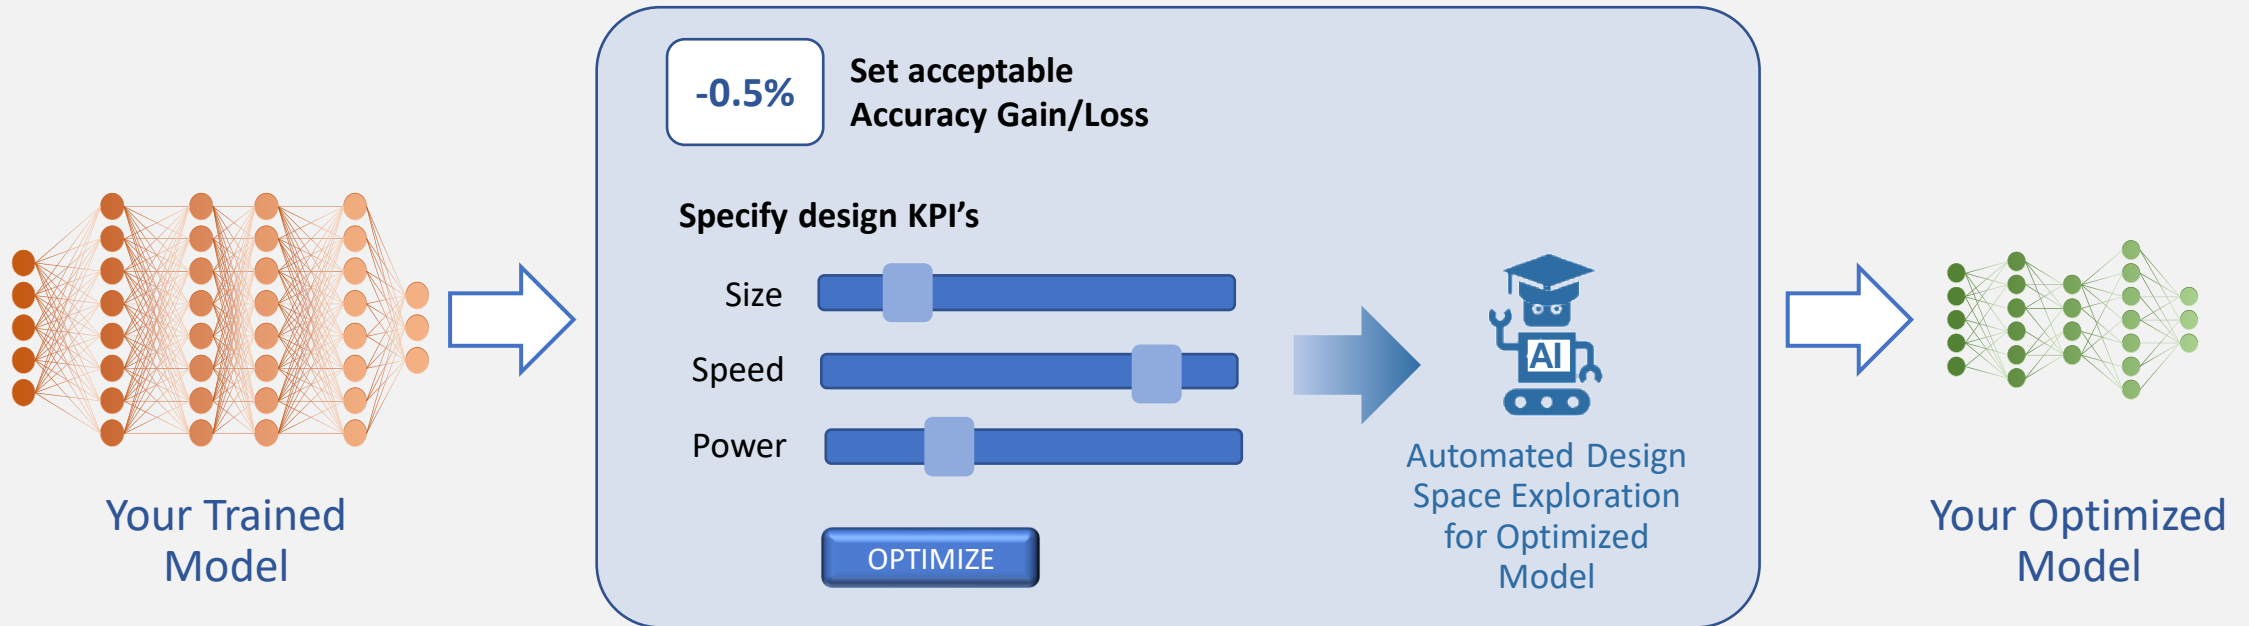 -0.5%
Set acceptable
Accuracy Gain/Loss
Specify design KPI’s
Size
Speed
Power
OPTIMIZE
AI
Automated Design
Space Exploration
for Optimized
Model
Your Trained
Model
Your Optimized
Model